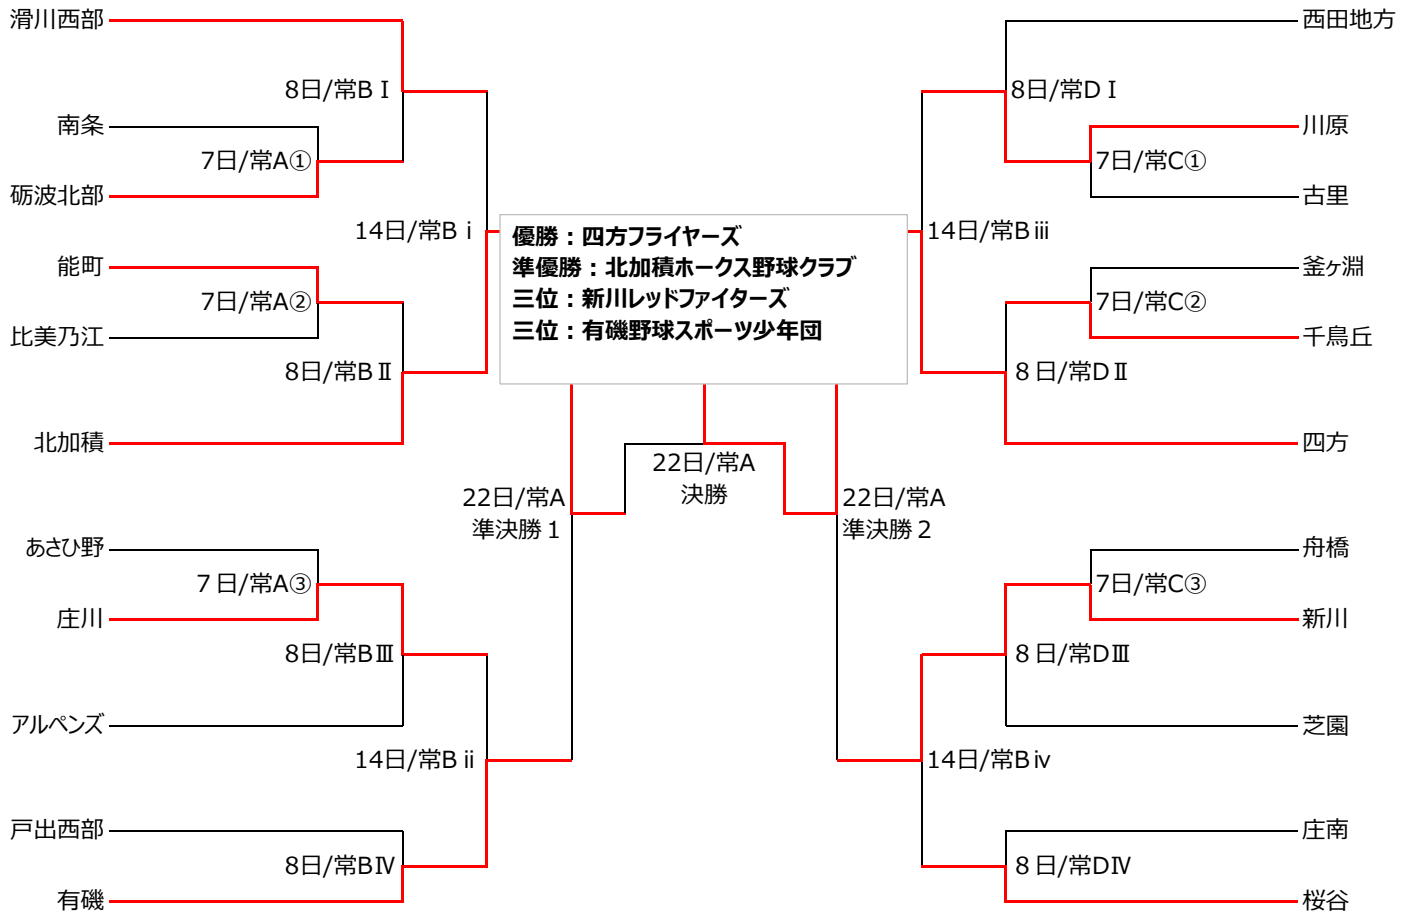 滑川西部
西田地方
8日/常BⅠ
8日/常DⅠ
南条
川原
7日/常A①
7日/常C①
砺波北部
古里
14日/常Bⅰ
14日/常Bⅲ
優勝：四方フライヤーズ
準優勝：北加積ホークス野球クラブ
三位：新川レッドファイターズ
三位：有磯野球スポーツ少年団
能町
釜ヶ淵
7日/常A②
7日/常C②
比美乃江
千鳥丘
8日/常BⅡ
8日/常DⅡ
北加積
四方
22日/常A
決勝
22日/常A
準決勝１
22日/常A
準決勝２
あさひ野
舟橋
７日/常A③
7日/常C③
庄川
新川
8日/常BⅢ
８日/常DⅢ
アルペンズ
芝園
14日/常Bⅱ
14日/常Bⅳ
戸出西部
庄南
8日/常BⅣ
８日/常DⅣ
有磯
桜谷